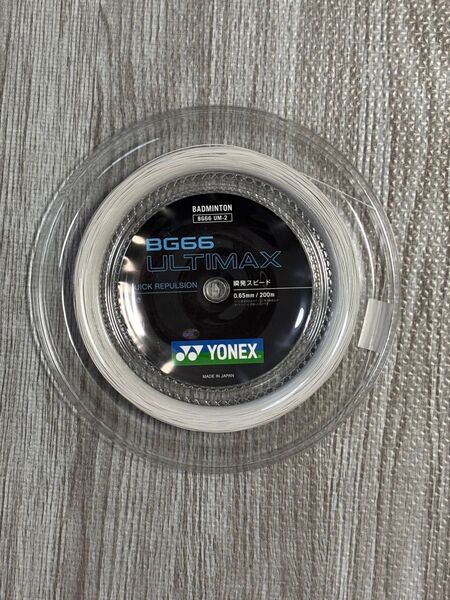 BADMINTON
BG66 UM-2
BG66
ULTIMAX
UICK REPULSION
瞬発スピード
0.65mm / 200m
YONEX
MADE IN JAPAN